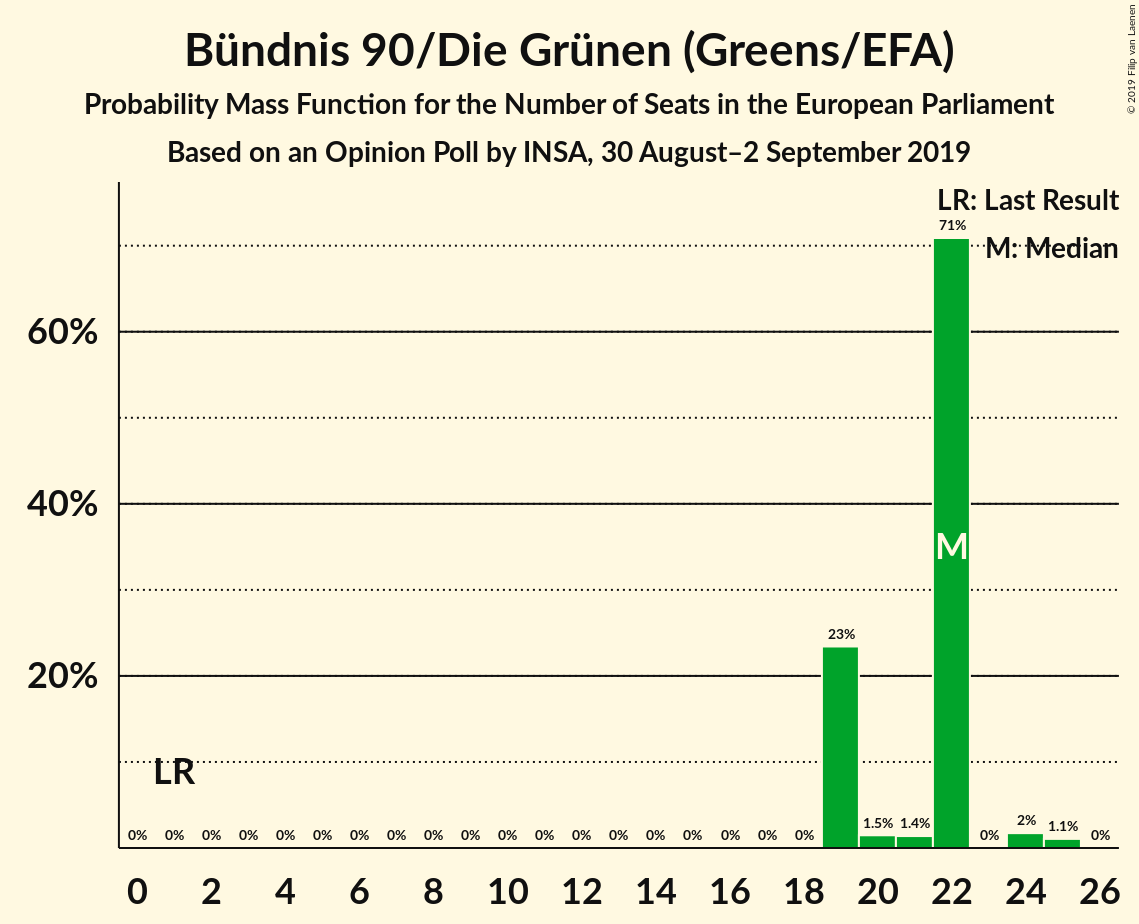 Bündnis 90/Die Grünen (Greens/EFA)
Probability Mass Function for the Number of Seats in the European Parliament
Based on an Opinion Poll by INSA, 30 August–2 September 2019
© 2019 Filip van Laenen
LR: Last Result
M: Median
71%
60%
40%
M
23%
20%
LR
0% 0% 0% 0% 0% 0% 0% 0% 0% 0% 0% 0% 0% 0% 0% 0% 0% 0% 0% 1.5% 1.4% 0% 2% 1.1% 0%
0 2 4 6 8 10 12 14 16 18 20 22 24 26